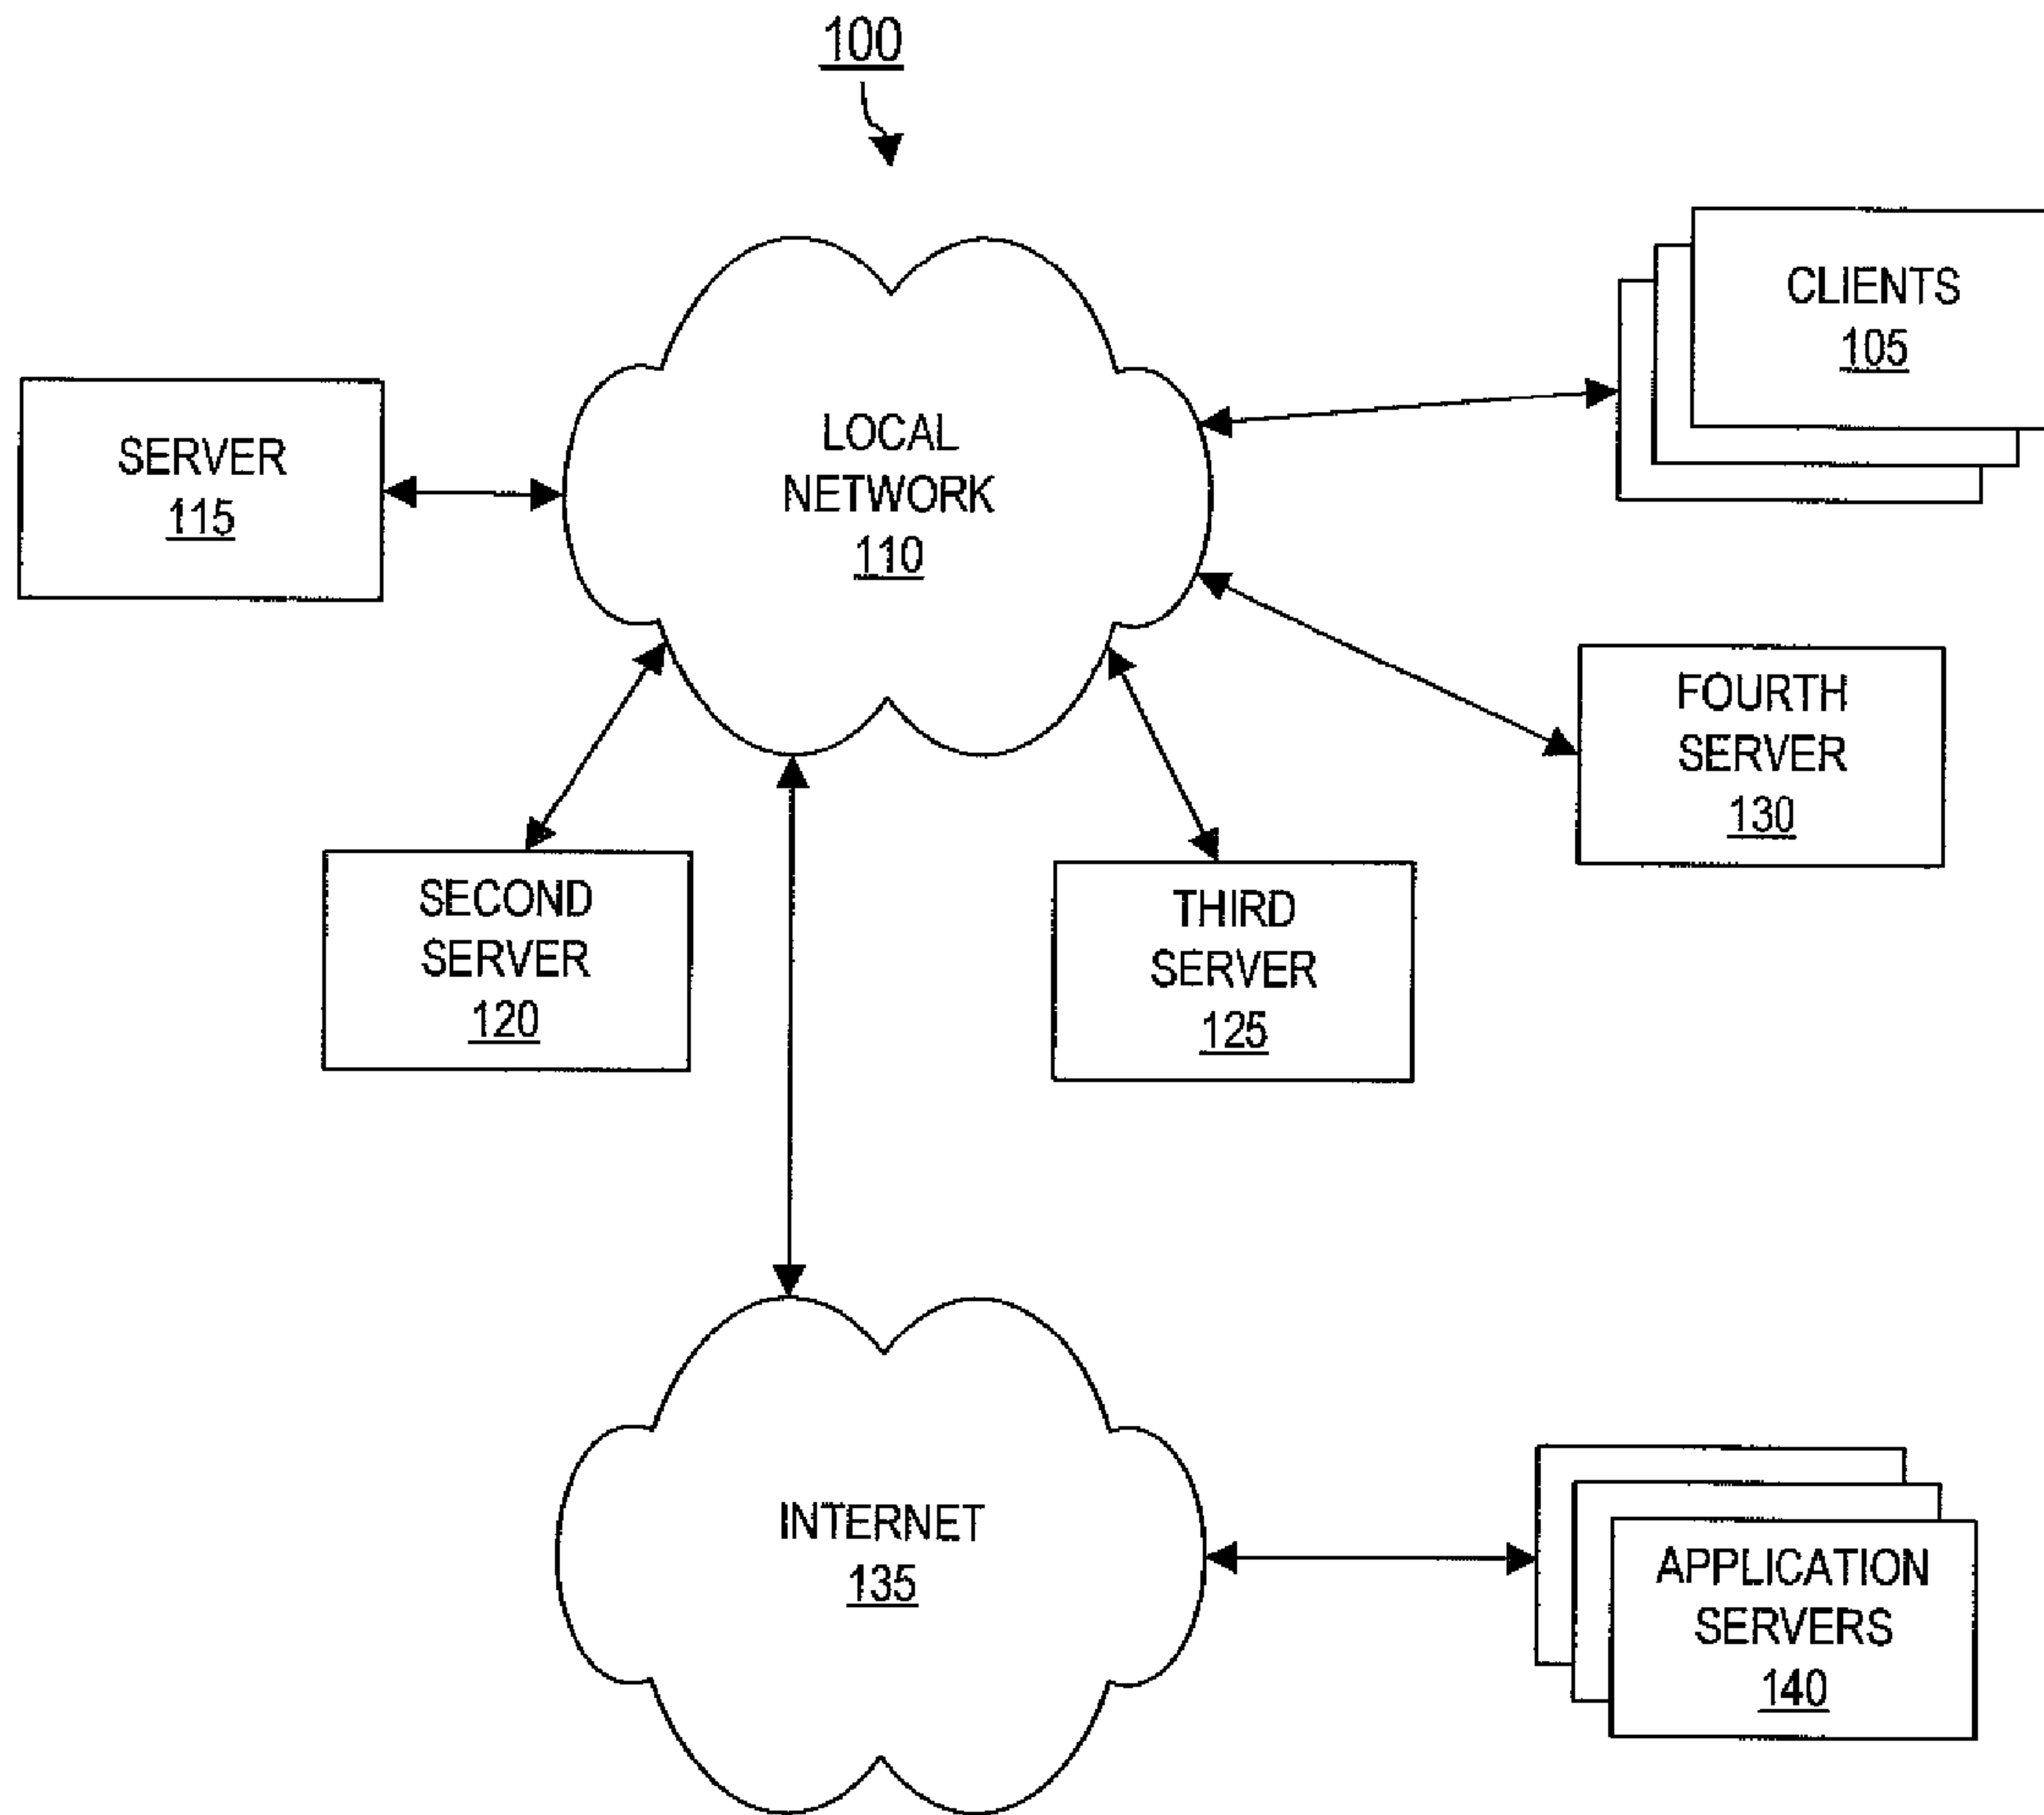 100
CLIENTS
105
LOCAL
NETWORK
110
SERVER
115
FOURTH
SERVER
130
SECOND
SERVER
120
THIRD
SERVER
125
INTERNET
135
APPLICATION
SERVERS
140